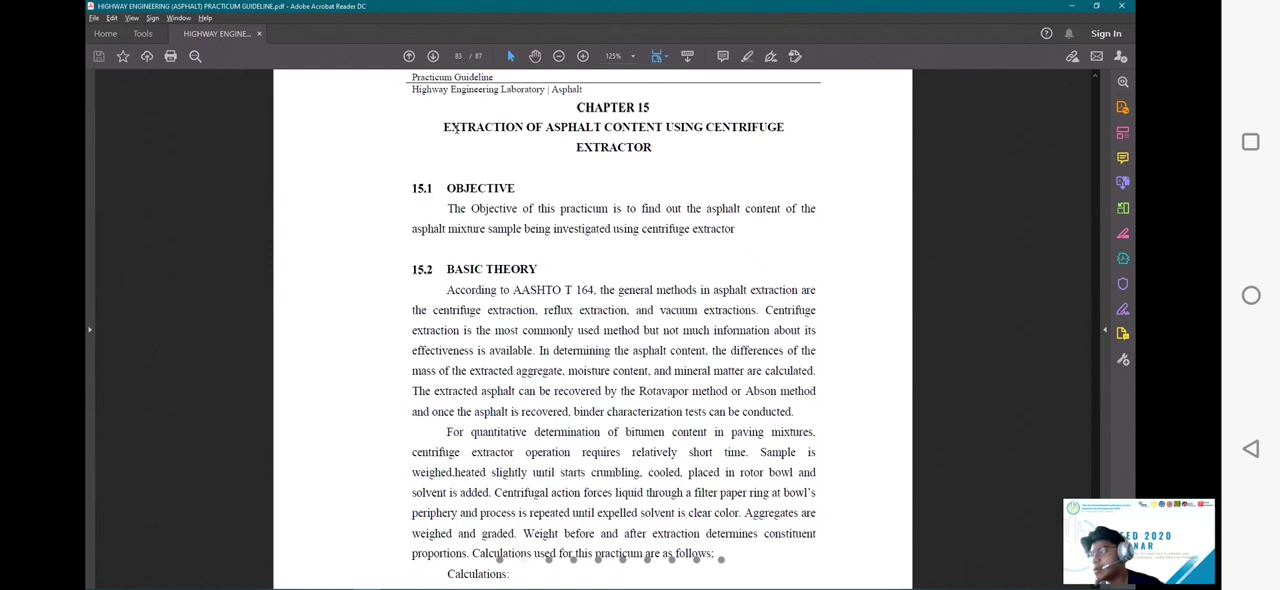 HIGHWAY ENGINEERING (ASPHALT) PRACTICUM GUIDELINE.pdf - Adobe Acrobat Reader DC
File Edit View Sign Window Help
Home Tools HIGHWAY ENGINE... ×
Sign In
83 / 87
125%
Practicum Guideline
Highway Engineering Laboratory | Asphalt
CHAPTER 15
EXTRACTION OF ASPHALT CONTENT USING CENTRIFUGE
EXTRACTOR
15.1 OBJECTIVE
The Objective of this practicum is to find out the asphalt content of the
asphalt mixture sample being investigated using centrifuge extractor
15.2 BASIC THEORY
According to AASHTO T 164, the general methods in asphalt extraction are
the centrifuge extraction, reflux extraction, and vacuum extractions. Centrifuge
extraction is the most commonly used method but not much information about its
effectiveness is available. In determining the asphalt content, the differences of the
mass of the extracted aggregate, moisture content, and mineral matter are calculated.
The extracted asphalt can be recovered by the Rotavapor method or Abson method
and once the asphalt is recovered, binder characterization tests can be conducted.
For quantitative determination of bitumen content in paving mixtures,
centrifuge extractor operation requires relatively short time. Sample is
weighed.heated slightly until starts crumbling, cooled, placed in rotor bowl and
solvent is added. Centrifugal action forces liquid through a filter paper ring at bowl's
periphery and process is repeated until expelled solvent is clear color. Aggregates are
weighed and graded. Weight before and after extraction determines constituent
proportions. Calculations used for this practicum are as follows;
Calculations:
2020